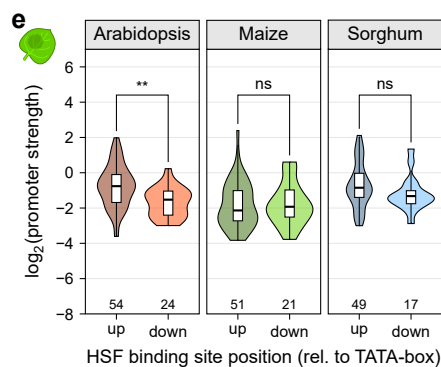 e
Arabidopsis Maize Sorghum
6
4
2
0
−2
−4
−6
−8
log2(promoter strength)
** ns ns
54 24 51 21 49 17
up down up down up down
HSF binding site position (rel. to TATA-box)